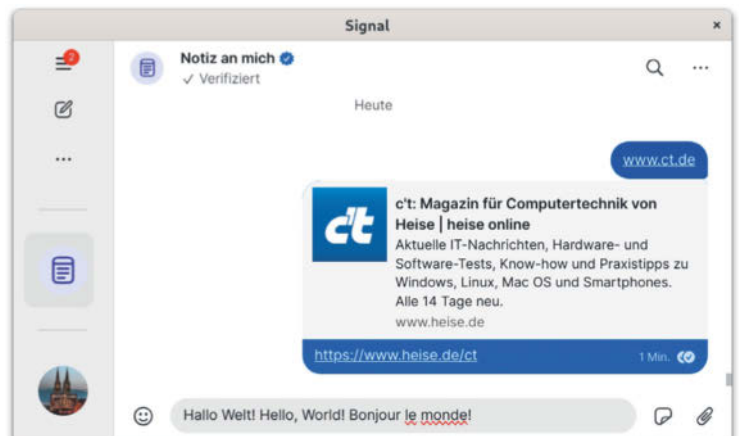 Signal
2
Notiz an mich
✓ Verifiziert
Heute
www.ct.de
c't
c't: Magazin für Computertechnik von
Heise | heise online
Aktuelle IT-Nachrichten, Hardware- und
Software-Tests, Know-how und Praxistipps zu
Windows, Linux, Mac OS und Smartphones.
Alle 14 Tage neu.
www.heise.de
https://www.heise.de/ct
1 Min.
Hallo Welt! Hello, World! Bonjour le monde!